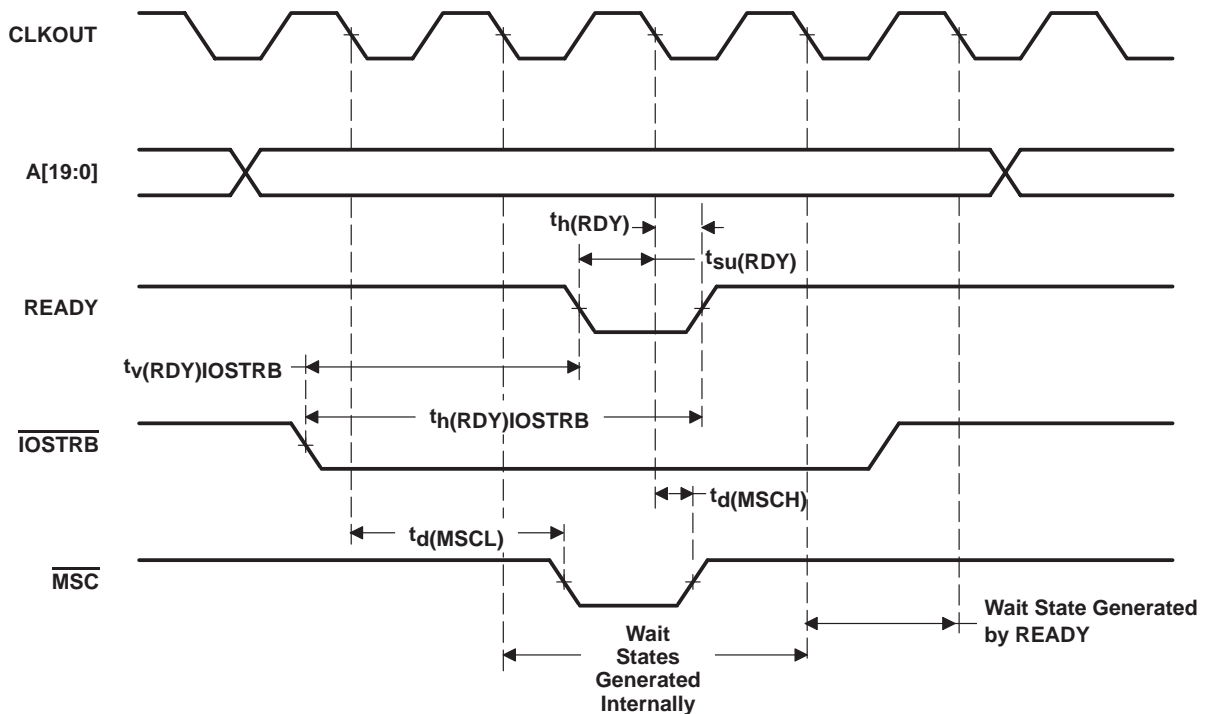 CLKOUT
A[19:0]
th(RDY)
tsu(RDY)
READY
tv(RDY)IOSTRB
th(RDY)IOSTRB
IOSTRB
td(MSCH)
td(MSCL)
MSC
Wait State Generated
by READY
Wait
States
Generated
Internally